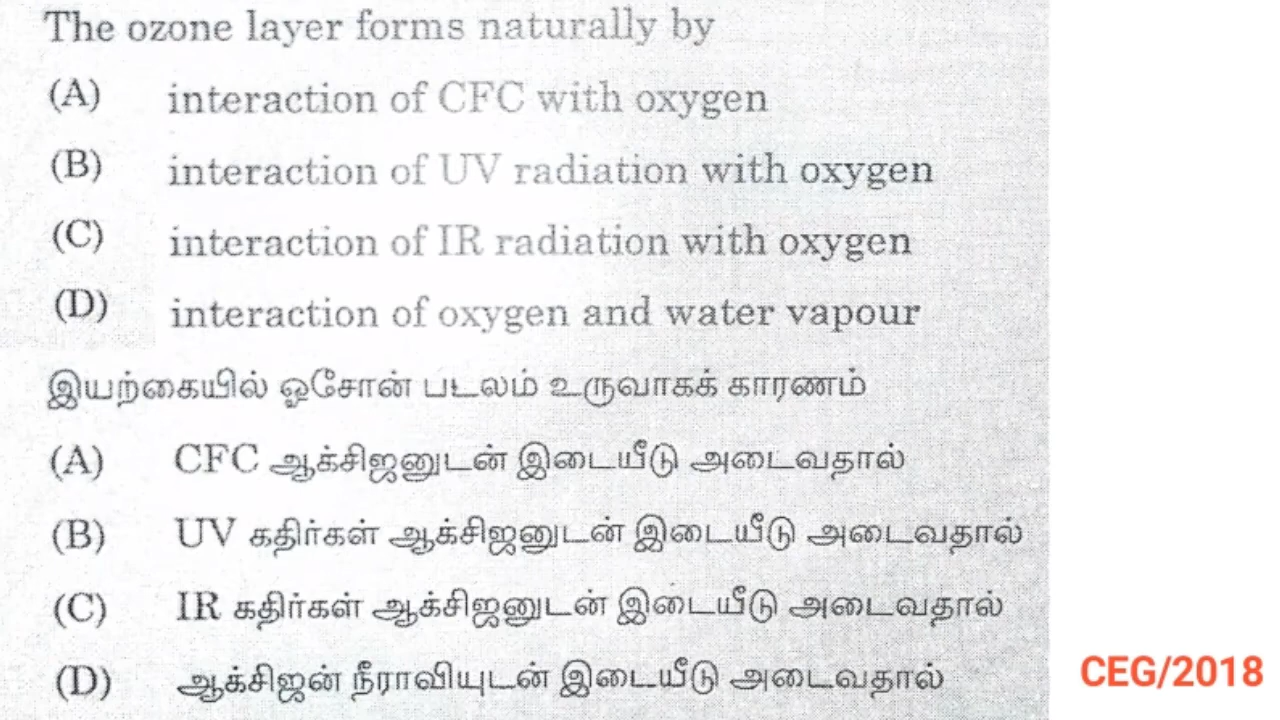 The ozone layer forms naturally by
(A) interaction of CFC with oxygen
(B) interaction of UV radiation with oxygen
(C) interaction of IR radiation with oxygen
(D) interaction of oxygen and water vapour
இயற்கையில் ஓசோன் படலம் உருவாகக் காரணம்
(A) CFC ஆக்சிஜனுடன் இடையீடு அடைவதால்
(B) UV கதிர்கள் ஆக்சிஜனுடன் இடையீடு அடைவதால்
(C) IR கதிர்கள் ஆக்சிஜனுடன் இடையீடு அடைவதால்
(D) ஆக்சிஜன் நீராவியுடன் இடையீடு அடைவதால்
CEG/2018